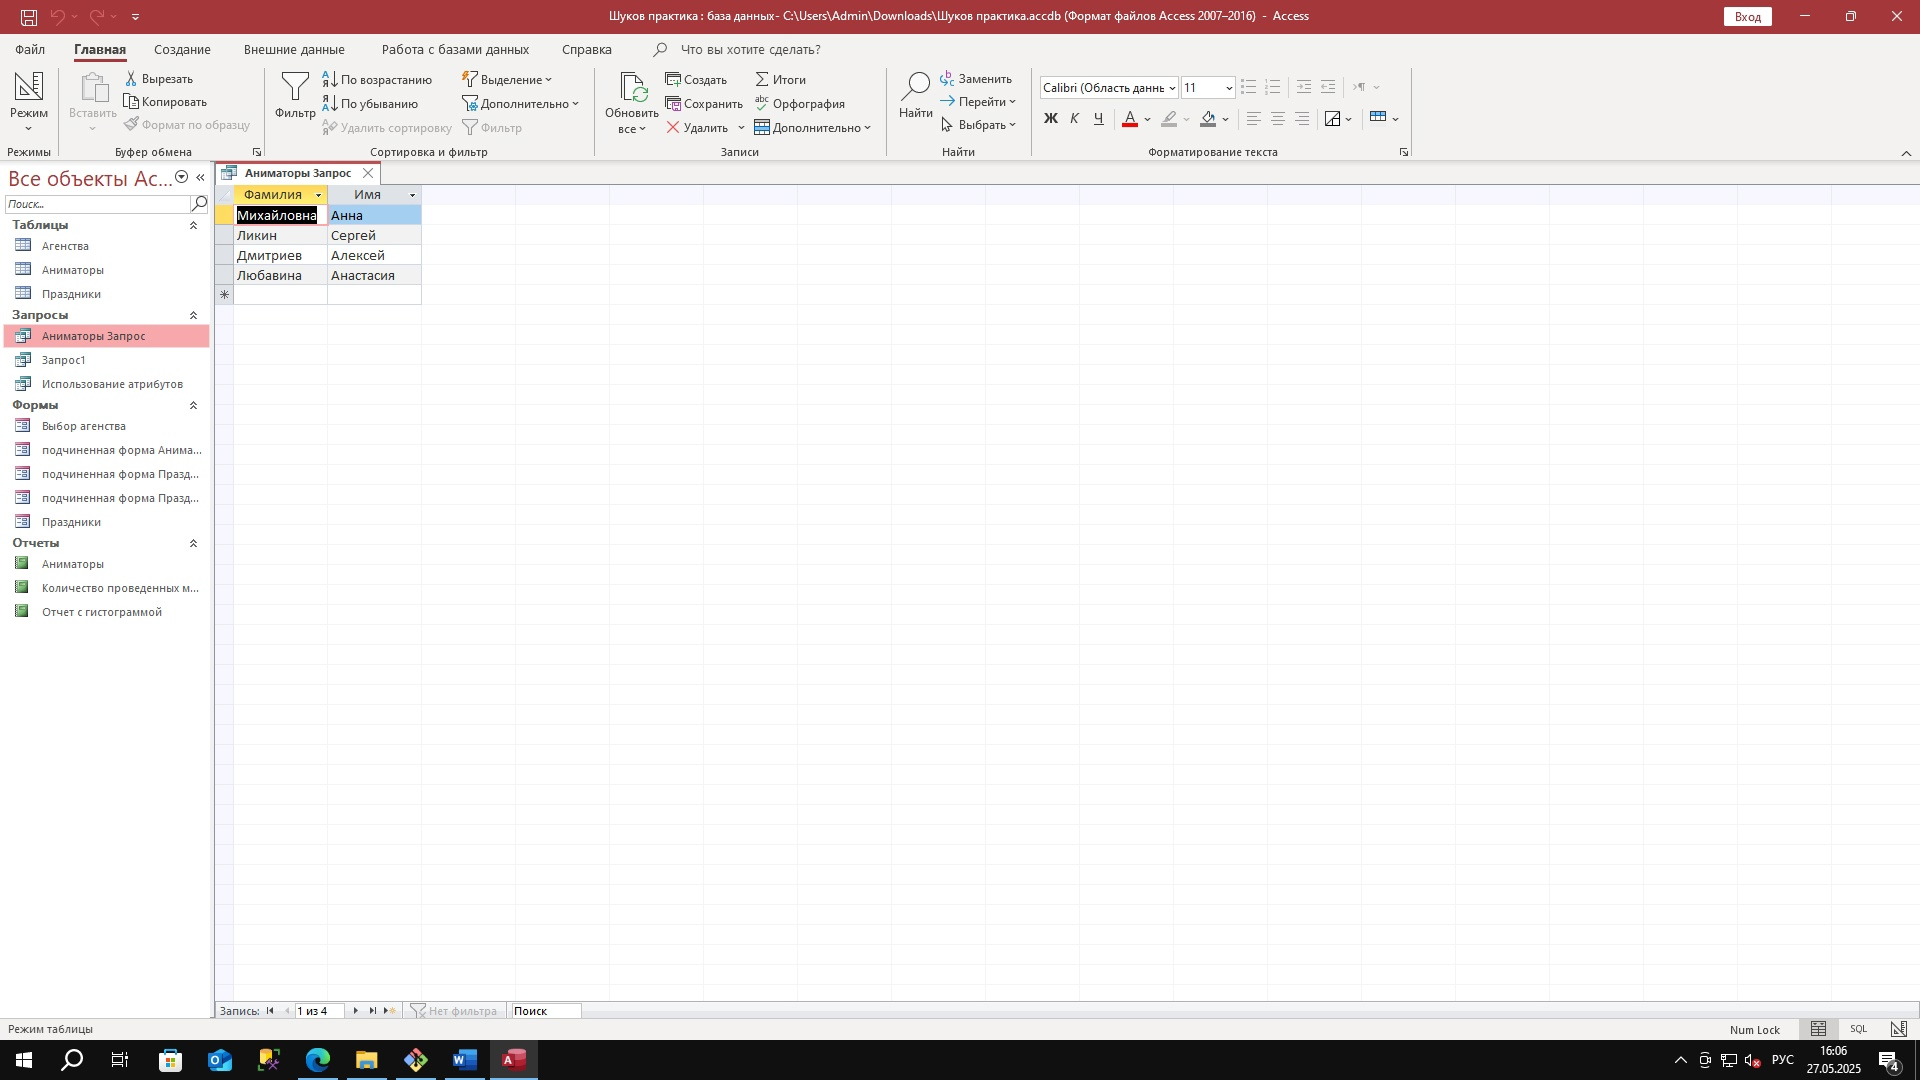 Шуков практика : база данных- C:\Users\Admin\Downloads\Шуков практика.accdb (Формат файлов Access 2007–2016) - Access
Вход
Файл
Главная
Создание
Внешние данные
Работа с базами данных
Справка
Что вы хотите сделать?
Режим
Режимы
Вставить
Вырезать
Копировать
Формат по образцу
Буфер обмена
Фильтр
По возрастанию
По убыванию
Удалить сортировку
Выделение
Дополнительно
Фильтр
Сортировка и фильтр
Обновить
все
Создать
Сохранить
Удалить
Итоги
Орфография
Дополнительно
Записи
Найти
Заменить
Перейти
Выбрать
Найти
Calibri (Область данны
11
Ж К Ч
Форматирование текста
Все объекты Ac...
Поиск...
Таблицы
Агенства
Аниматоры
Праздники
Запросы
Аниматоры Запрос
Запрос1
Использование атрибутов
Формы
Выбор агенства
подчиненная форма Анима...
подчиненная форма Празд...
подчиненная форма Празд...
Праздники
Отчеты
Аниматоры
Количество проведенных м...
Отчет с гистограммой
Аниматоры Запрос
Фамилия Имя
Михайловна Анна
Ликин Сергей
Дмитриев Алексей
Любавина Анастасия
Запись: 1 из 4 Нет фильтра Поиск
Режим таблицы
Num Lock
SQL
РУС
16:06
27.05.2025
4